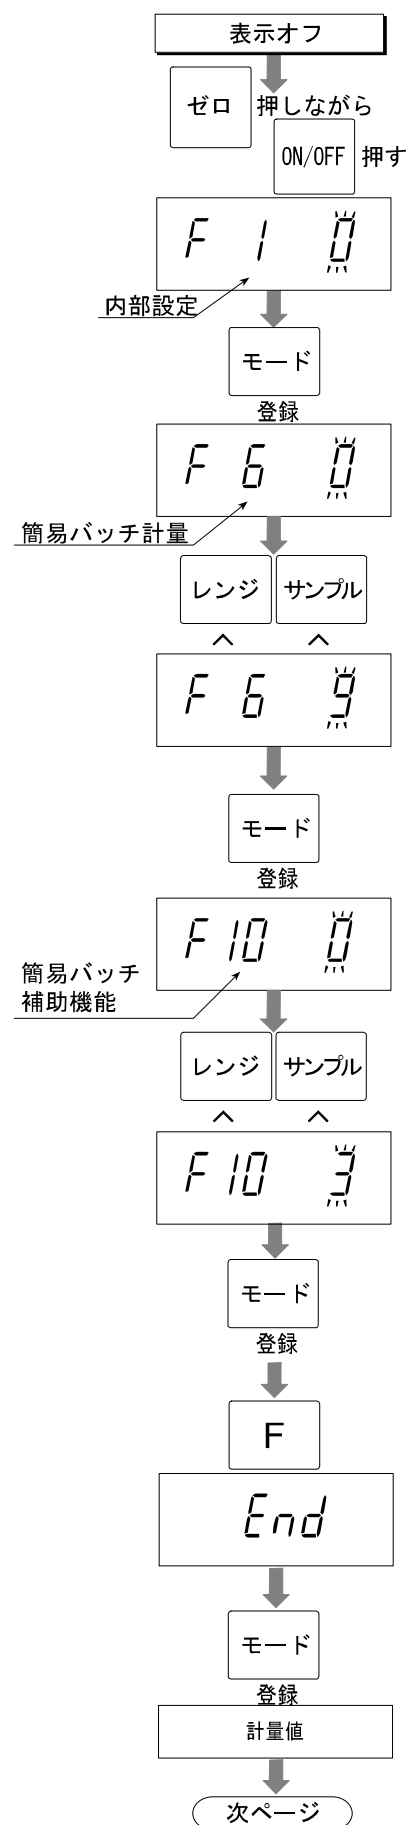 表示オフ
ゼロ 押しながら
ON/OFF 押す
F 1 0
内部設定
モード
登録
F 6 0
簡易バッチ計量
レンジ サンプル
^ ^
F 6 9
モード
登録
F10 0
簡易バッチ
補助機能
レンジ サンプル
^ ^
F10 3
モード
登録
F
End
モード
登録
計量値
次ページ